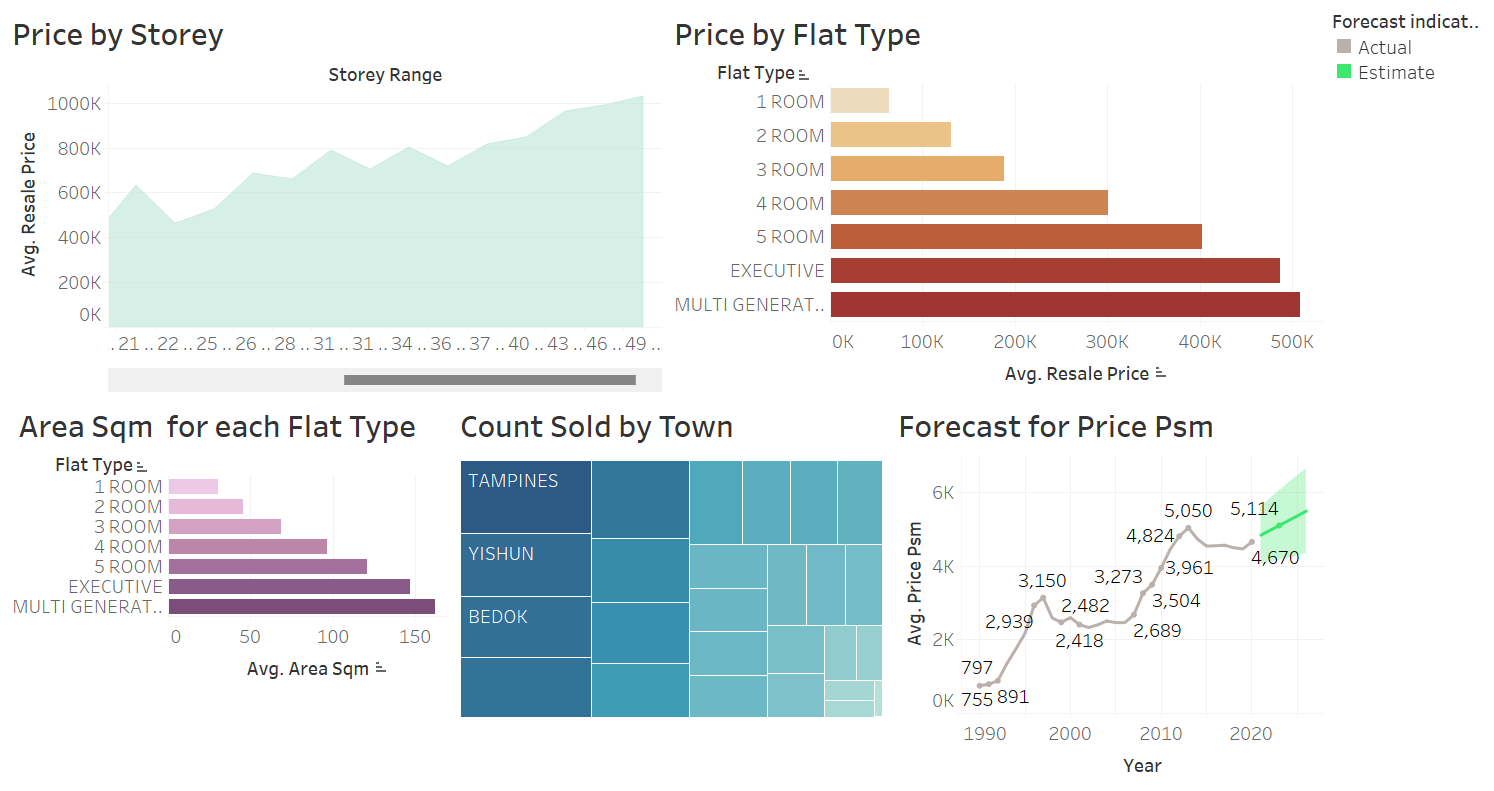 Price by Storey
Storey Range
Avg. Resale Price
1000K
800K
600K
400K
200K
0K
. 21 .. 22 .. 25 .. 26 .. 28 .. 31 .. 31 .. 34 .. 36 .. 37 .. 40 .. 43 .. 46 .. 49 ..
Price by Flat Type
Flat Type
1 ROOM
2 ROOM
3 ROOM
4 ROOM
5 ROOM
EXECUTIVE
MULTI GENERAT..
0K 100K 200K 300K 400K 500K
Avg. Resale Price
Forecast indicat..
Actual
Estimate
Area Sqm for each Flat Type
Flat Type
1 ROOM
2 ROOM
3 ROOM
4 ROOM
5 ROOM
EXECUTIVE
MULTI GENERAT..
0 50 100 150
Avg. Area Sqm
Count Sold by Town
TAMPINES
YISHUN
BEDOK
Forecast for Price Psm
Avg. Price Psm
6K
4K
2K
0K
5,050
5,114
4,824
4,670
3,150
3,273
3,961
2,939
2,482
3,504
2,418
2,689
797
755
891
1990 2000 2010 2020
Year